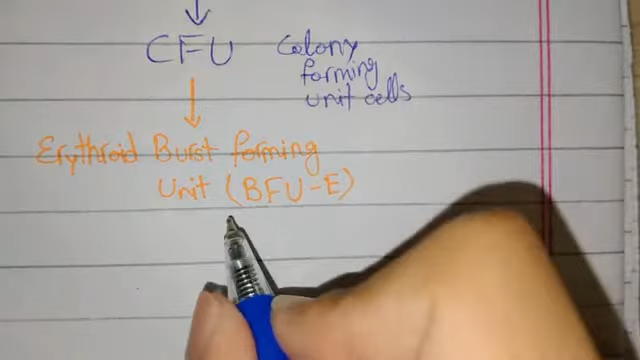 CFU Colony
forming
unit cells
Erythroid Burst forming
Unit (BFU-E)